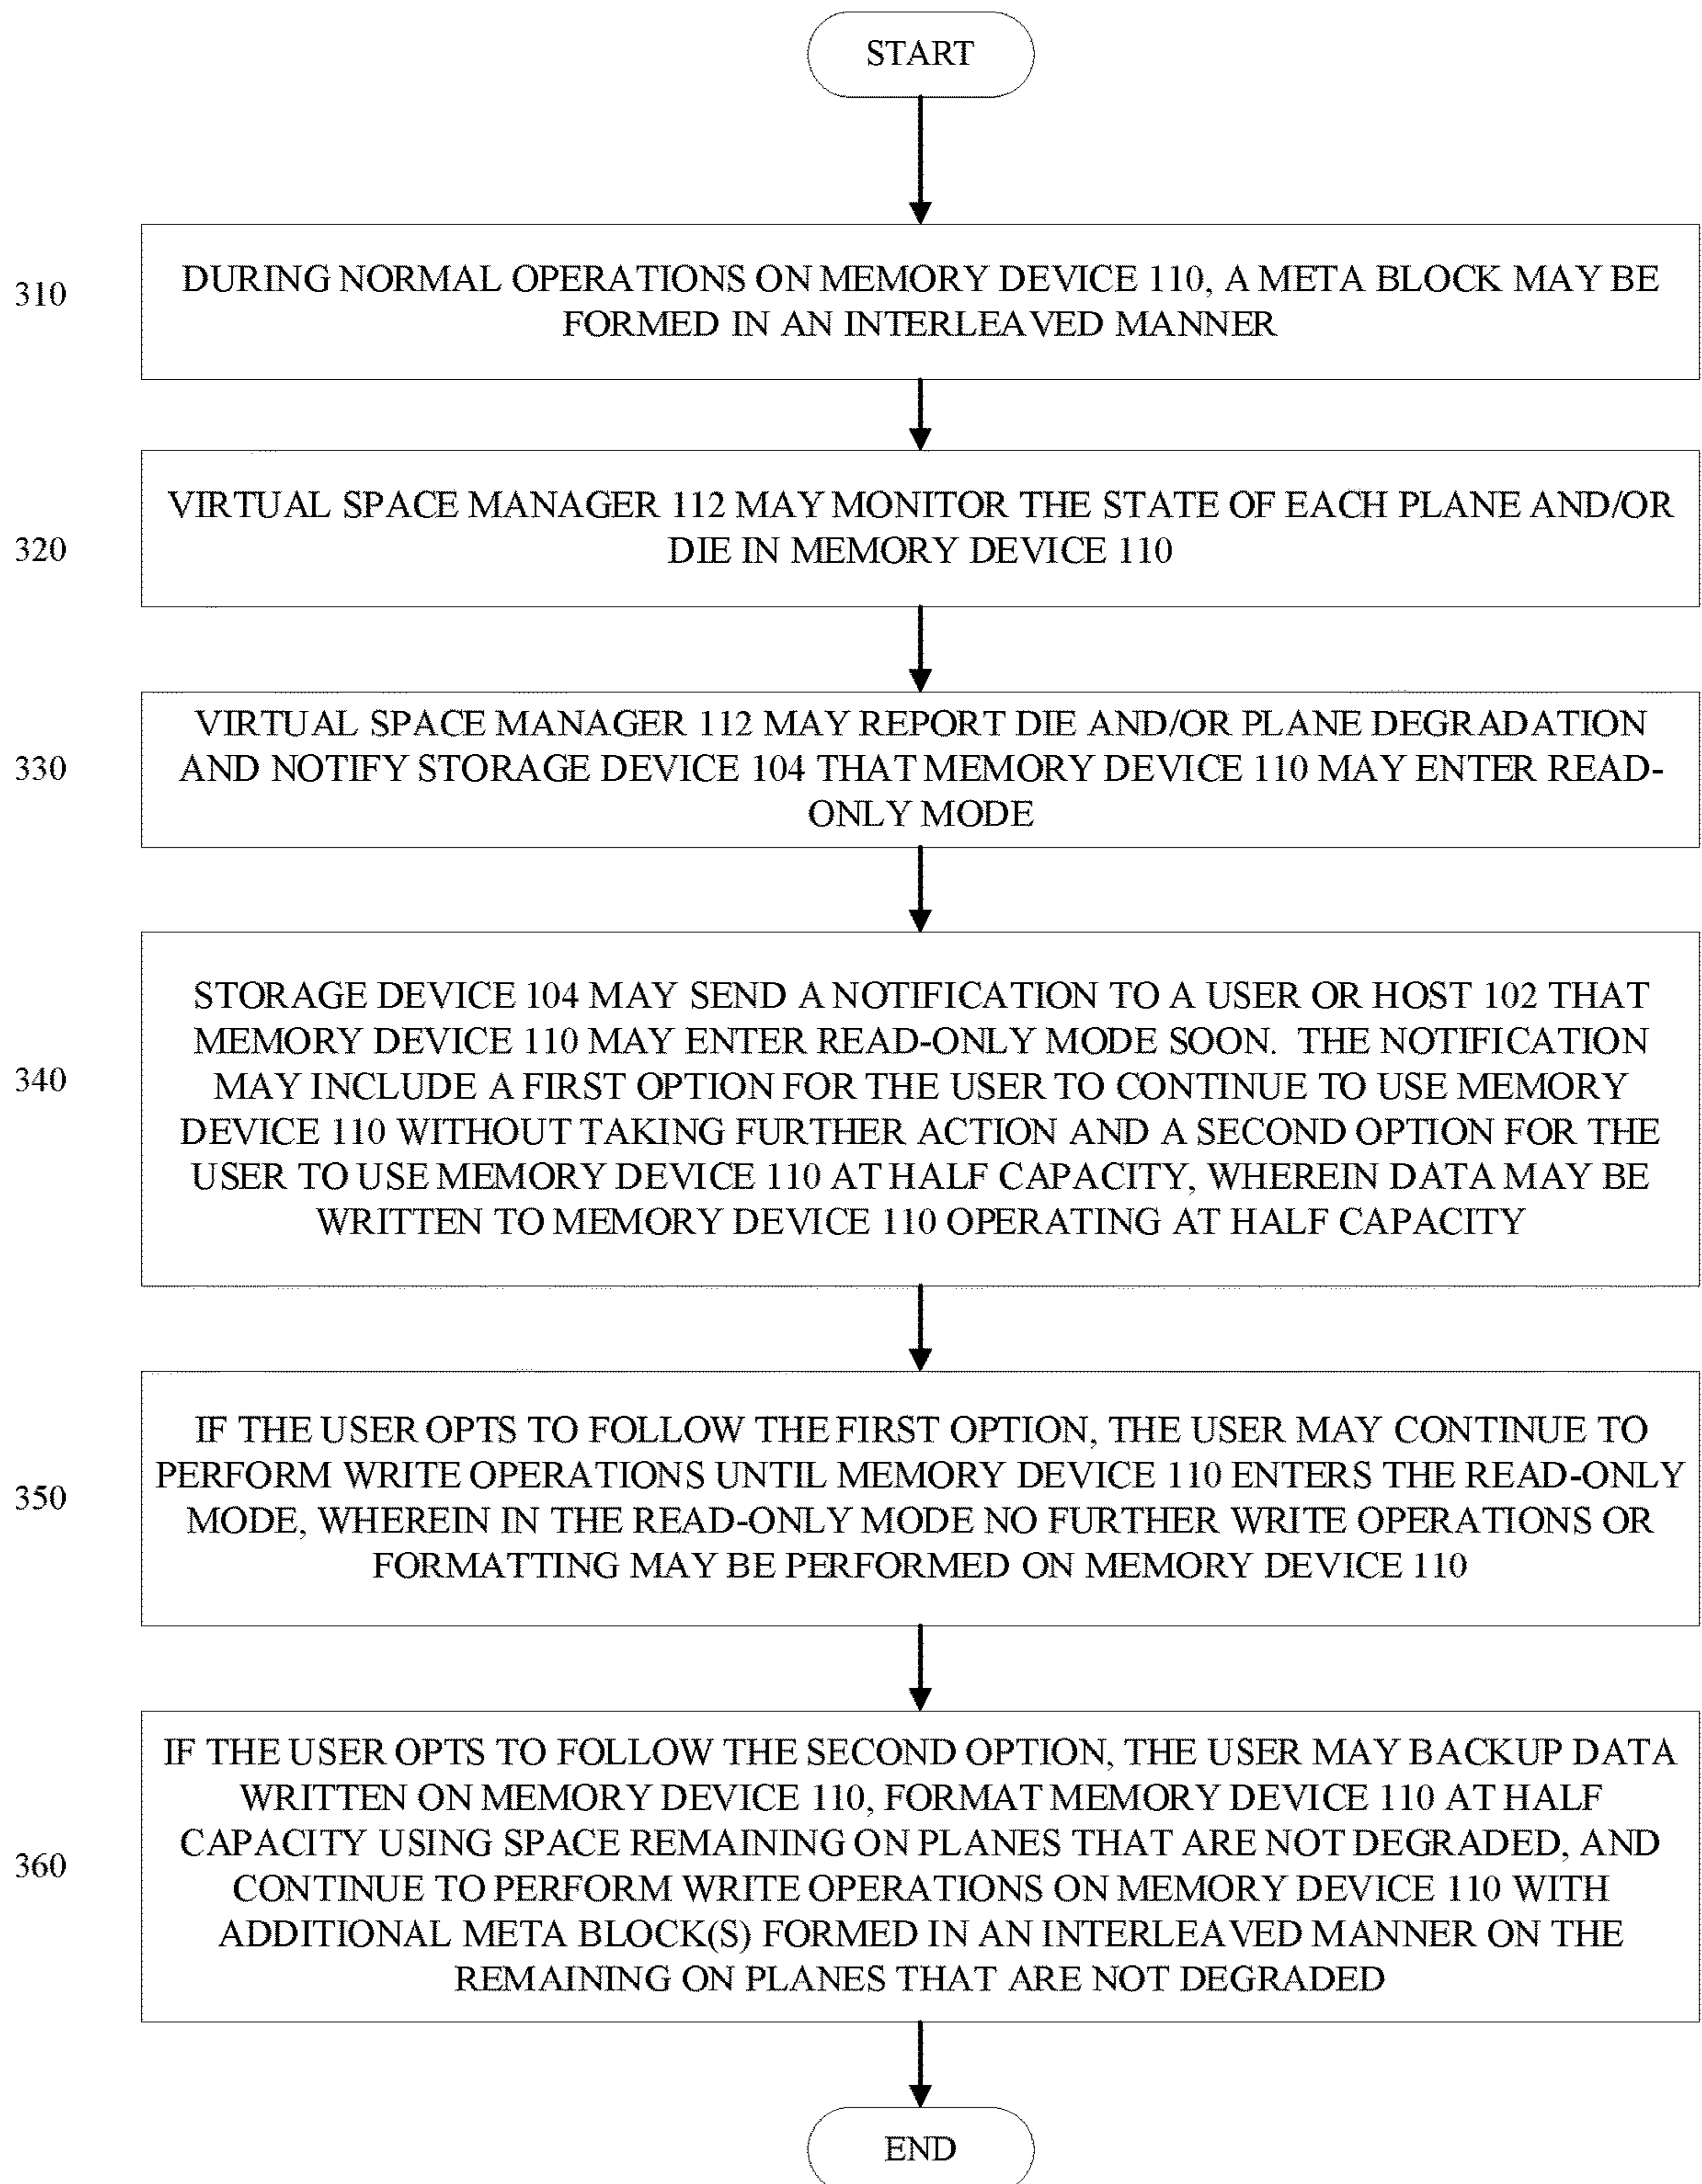 START
310
DURING NORMAL OPERATIONS ON MEMORY DEVICE 110, A META BLOCK MAY BE
FORMED IN AN INTERLEAVED MANNER
320
VIRTUAL SPACE MANAGER 112 MAY MONITOR THE STATE OF EACH PLANE AND/OR
DIE IN MEMORY DEVICE 110
330
VIRTUAL SPACE MANAGER 112 MAY REPORT DIE AND/OR PLANE DEGRADATION
AND NOTIFY STORAGE DEVICE 104 THAT MEMORY DEVICE 110 MAY ENTER READ-
ONLY MODE
340
STORAGE DEVICE 104 MAY SEND A NOTIFICATION TO A USER OR HOST 102 THAT
MEMORY DEVICE 110 MAY ENTER READ-ONLY MODE SOON. THE NOTIFICATION
MAY INCLUDE A FIRST OPTION FOR THE USER TO CONTINUE TO USE MEMORY
DEVICE 110 WITHOUT TAKING FURTHER ACTION AND A SECOND OPTION FOR THE
USER TO USE MEMORY DEVICE 110 AT HALF CAPACITY, WHEREIN DATA MAY BE
WRITTEN TO MEMORY DEVICE 110 OPERATING AT HALF CAPACITY
350
IF THE USER OPTS TO FOLLOW THE FIRST OPTION, THE USER MAY CONTINUE TO
PERFORM WRITE OPERATIONS UNTIL MEMORY DEVICE 110 ENTERS THE READ-ONLY
MODE, WHEREIN IN THE READ-ONLY MODE NO FURTHER WRITE OPERATIONS OR
FORMATTING MAY BE PERFORMED ON MEMORY DEVICE 110
360
IF THE USER OPTS TO FOLLOW THE SECOND OPTION, THE USER MAY BACKUP DATA
WRITTEN ON MEMORY DEVICE 110, FORMAT MEMORY DEVICE 110 AT HALF
CAPACITY USING SPACE REMAINING ON PLANES THAT ARE NOT DEGRADED, AND
CONTINUE TO PERFORM WRITE OPERATIONS ON MEMORY DEVICE 110 WITH
ADDITIONAL META BLOCK(S) FORMED IN AN INTERLEAVED MANNER ON THE
REMAINING ON PLANES THAT ARE NOT DEGRADED
END